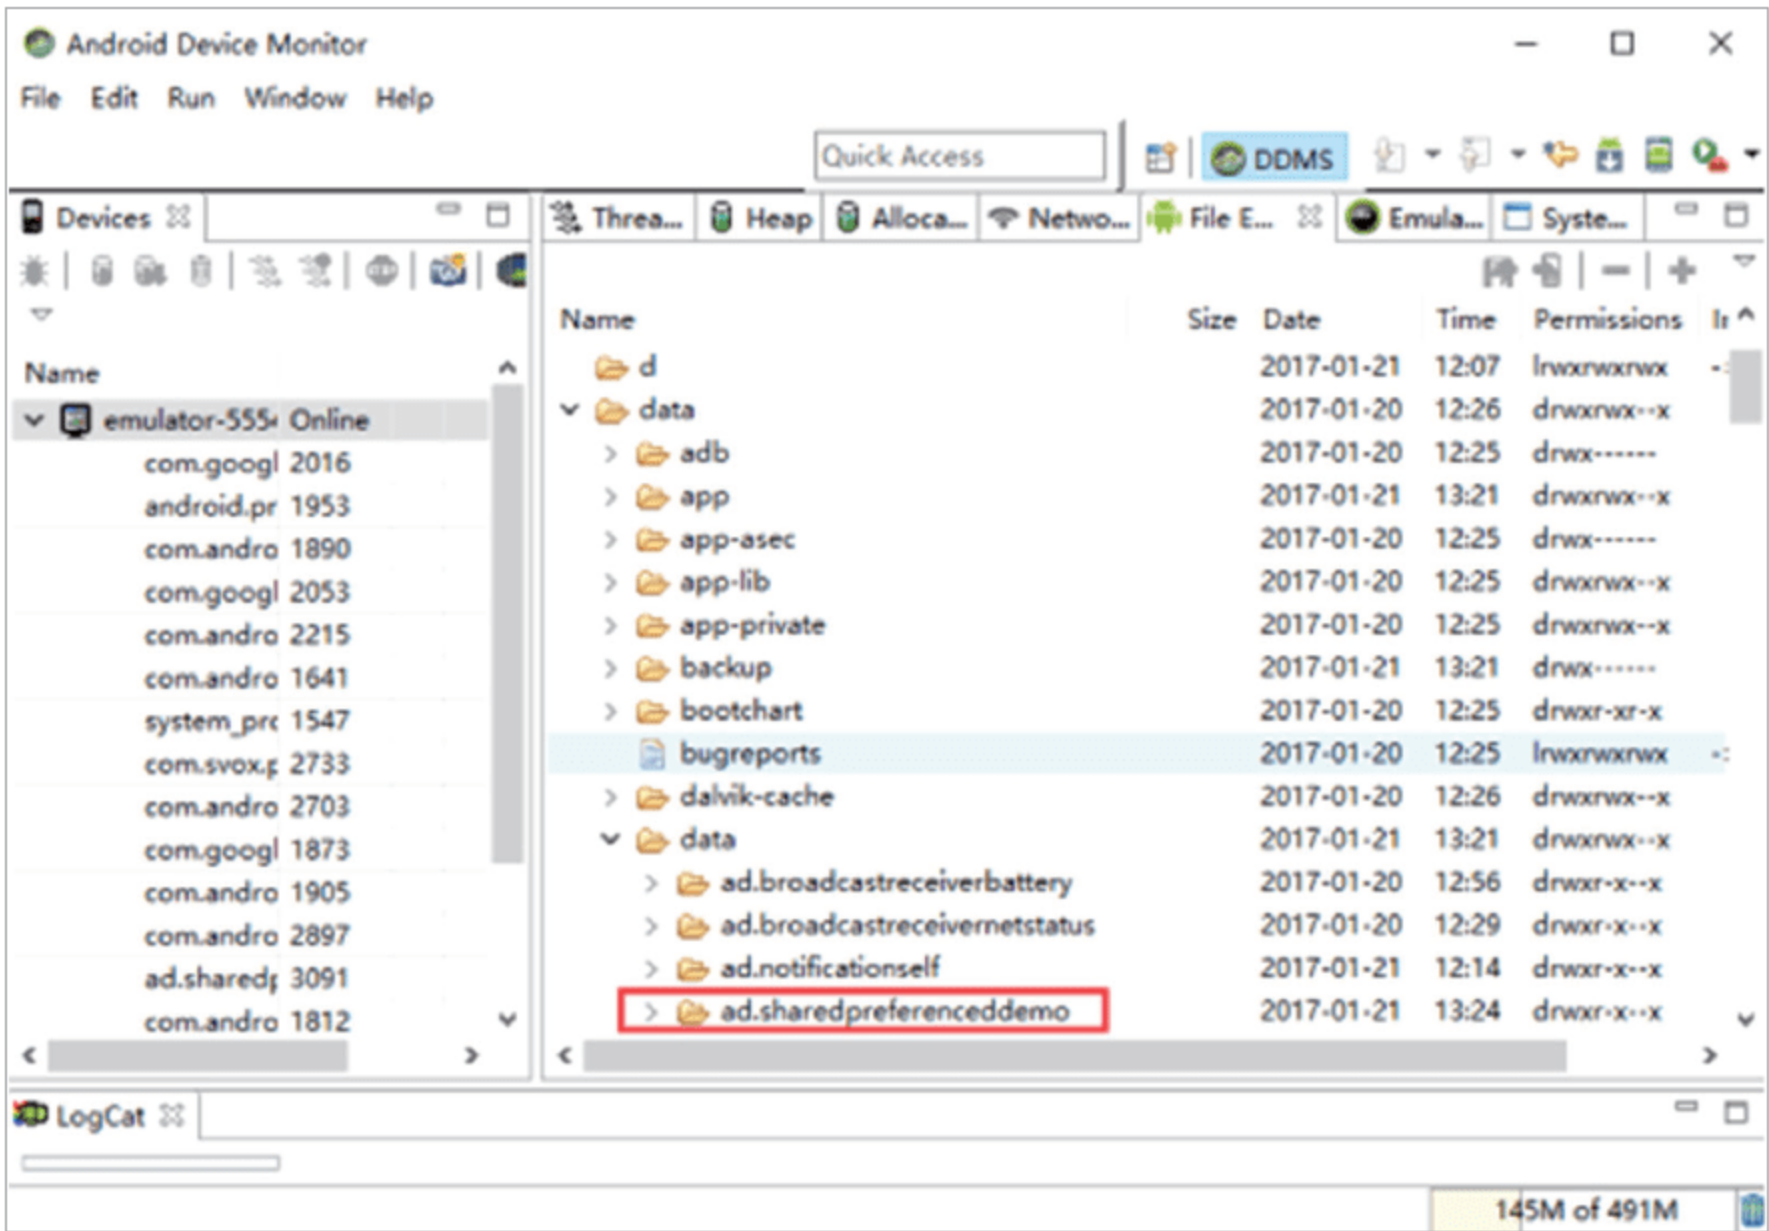 Android Device Monitor
File Edit Run Window Help
Quick Access DDMS
Devices
Name
emulator-555 Online
com.googl 2016
android.pr 1953
com.andro 1890
com.googl 2053
com.andro 2215
com.andro 1641
system_prc 1547
com.svox.p 2733
com.andro 2703
com.googl 1873
com.andro 1905
com.andro 2897
ad.sharedp 3091
com.andro 1812
Threa... Heap Alloca... Netwo... File E... Emula... Syste...
Name Size Date Time Permissions
d 2017-01-21 12:07 lrwxrwxrwx
data 2017-01-20 12:26 drwxrwx--x
adb 2017-01-20 12:25 drwx------
app 2017-01-21 13:21 drwxrwx--x
app-asec 2017-01-20 12:25 drwx------
app-lib 2017-01-20 12:25 drwxrwx--x
app-private 2017-01-20 12:25 drwxrwx--x
backup 2017-01-21 13:21 drwx------
bootchart 2017-01-20 12:25 drwxr-xr-x
bugreports 2017-01-20 12:25 lrwxrwxrwx
dalvik-cache 2017-01-20 12:26 drwxrwx--x
data 2017-01-21 13:21 drwxrwx--x
ad.broadcastreceiverbattery 2017-01-20 12:56 drwxr-x--x
ad.broadcastreceivernetstatus 2017-01-20 12:29 drwxr-x--x
ad.notificationself 2017-01-21 12:14 drwxr-x--x
ad.sharedpreferenceddemo 2017-01-21 13:24 drwxr-x--x
LogCat
145M of 491M